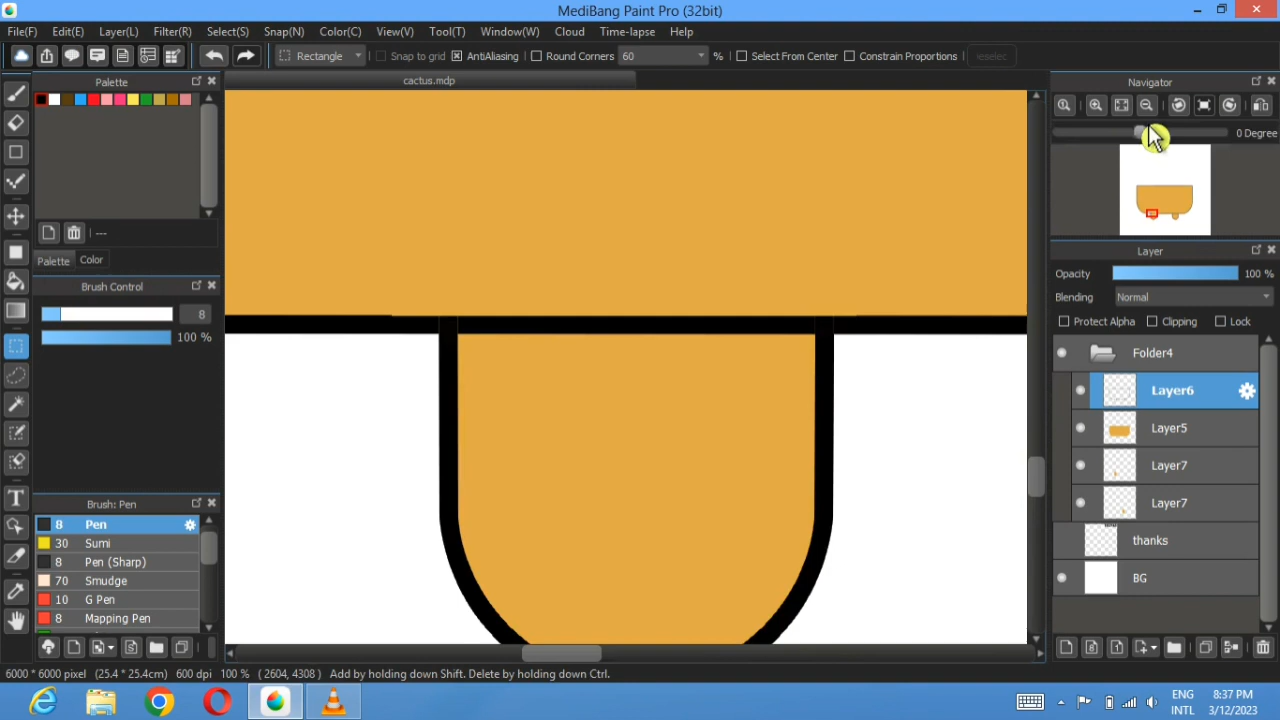 MediBang Paint Pro (32bit)
File(F) Edit(E) Layer(L) Filter(R) Select(S) Snap(N) Color(C) View(V) Tool(T) Window(W) Cloud Time-lapse Help
Rectangle Snap to grid AntiAliasing Round Corners 60 % Select From Center Constrain Proportions reselec
Palette
cactus.mdp
Navigator
0 Degree
---
Palette Color
Layer
Opacity 100 %
Brush Control
Blending Normal
8
Protect Alpha Clipping Lock
100 %
Folder4
Layer6
Layer5
Layer7
Brush: Pen
Layer7
8 Pen
30 Sumi
thanks
8 Pen (Sharp)
70 Smudge
BG
10 G Pen
8 Mapping Pen
6000 * 6000 pixel (25.4 * 25.4cm) 600 dpi 100 % ( 2604, 4308 ) Add by holding down Shift. Delete by holding down Ctrl.
ENG 8:37 PM
INTL 3/12/2023